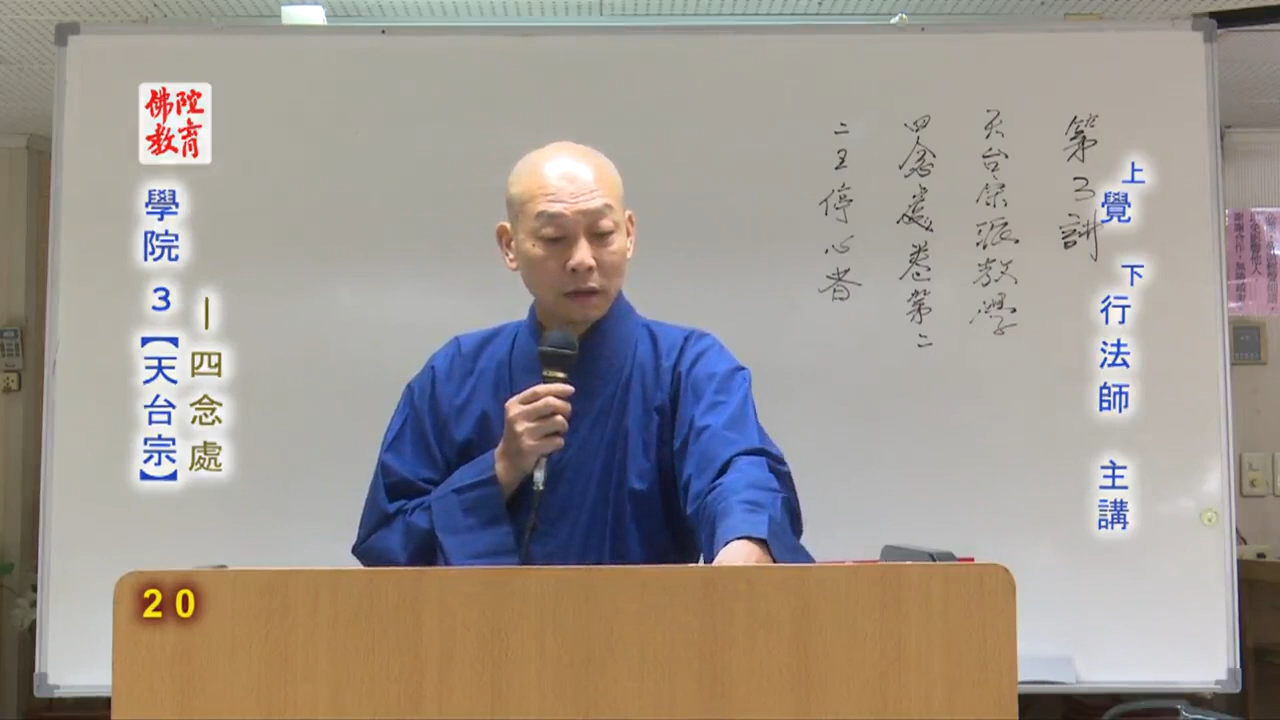 第3講
天台宗派教學
四念處卷第二
二五停心者
上覺下行法師 主講
佛陀
教育
學院3【天台宗】
—四念處
20